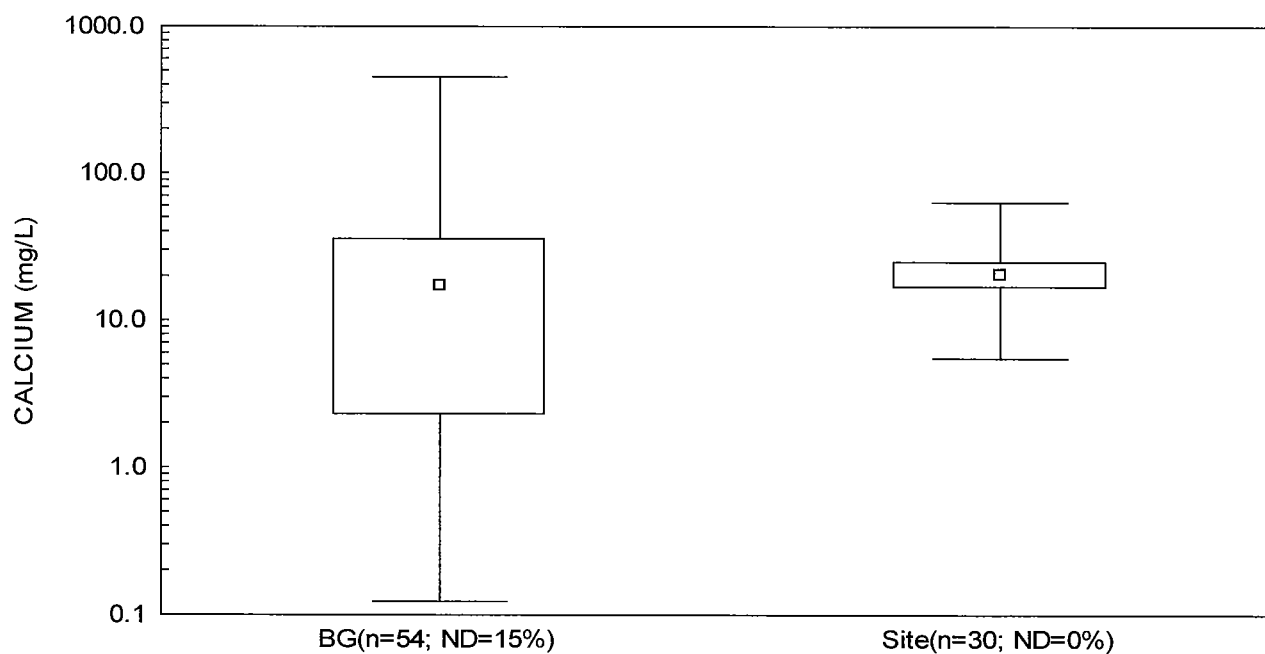 1000.0
100.0
10.0
1.0
0.1
CALCIUM (mg/L)
BG(n=54; ND=15%)
Site(n=30; ND=0%)